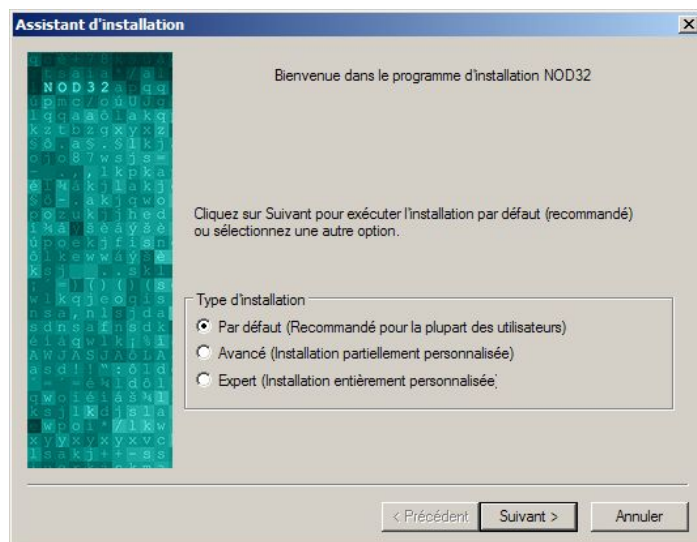 Assistant d'installation
NOD32
Bienvenue dans le programme d'installation NOD32
Cliquez sur Suivant pour exécuter l'installation par défaut (recommandé)
ou sélectionnez une autre option.
Type d'installation
Par défaut (Recommandé pour la plupart des utilisateurs)
Avancé (Installation partiellement personnalisée)
Expert (Installation entièrement personnalisée)
< Précédent
Suivant >
Annuler